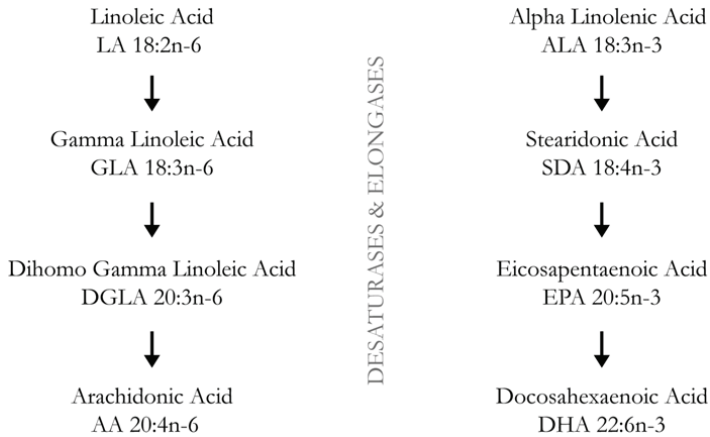 Linoleic Acid
LA 18:2n-6
Gamma Linoleic Acid
GLA 18:3n-6
Dihomo Gamma Linoleic Acid
DGLA 20:3n-6
Arachidonic Acid
AA 20:4n-6
DESATURASES & ELONGASES
Alpha Linolenic Acid
ALA 18:3n-3
Stearidonic Acid
SDA 18:4n-3
Eicosapentaenoic Acid
EPA 20:5n-3
Docosahexaenoic Acid
DHA 22:6n-3